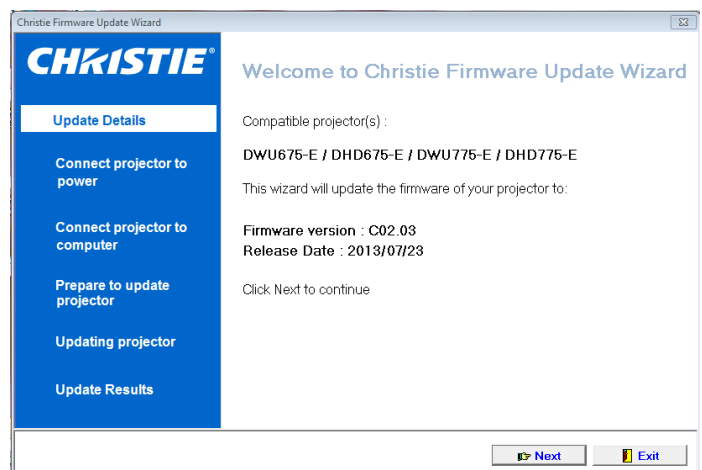 Christie Firmware Update Wizard
CHRISTIE®
Welcome to Christie Firmware Update Wizard
Update Details
Connect projector to
power
Connect projector to
computer
Prepare to update
projector
Updating projector
Update Results
Compatible projector(s) :
DWU675-E / DHD675-E / DWU775-E / DHD775-E
This wizard will update the firmware of your projector to:
Firmware version : C02.03
Release Date : 2013/07/23
Click Next to continue
Next
Exit